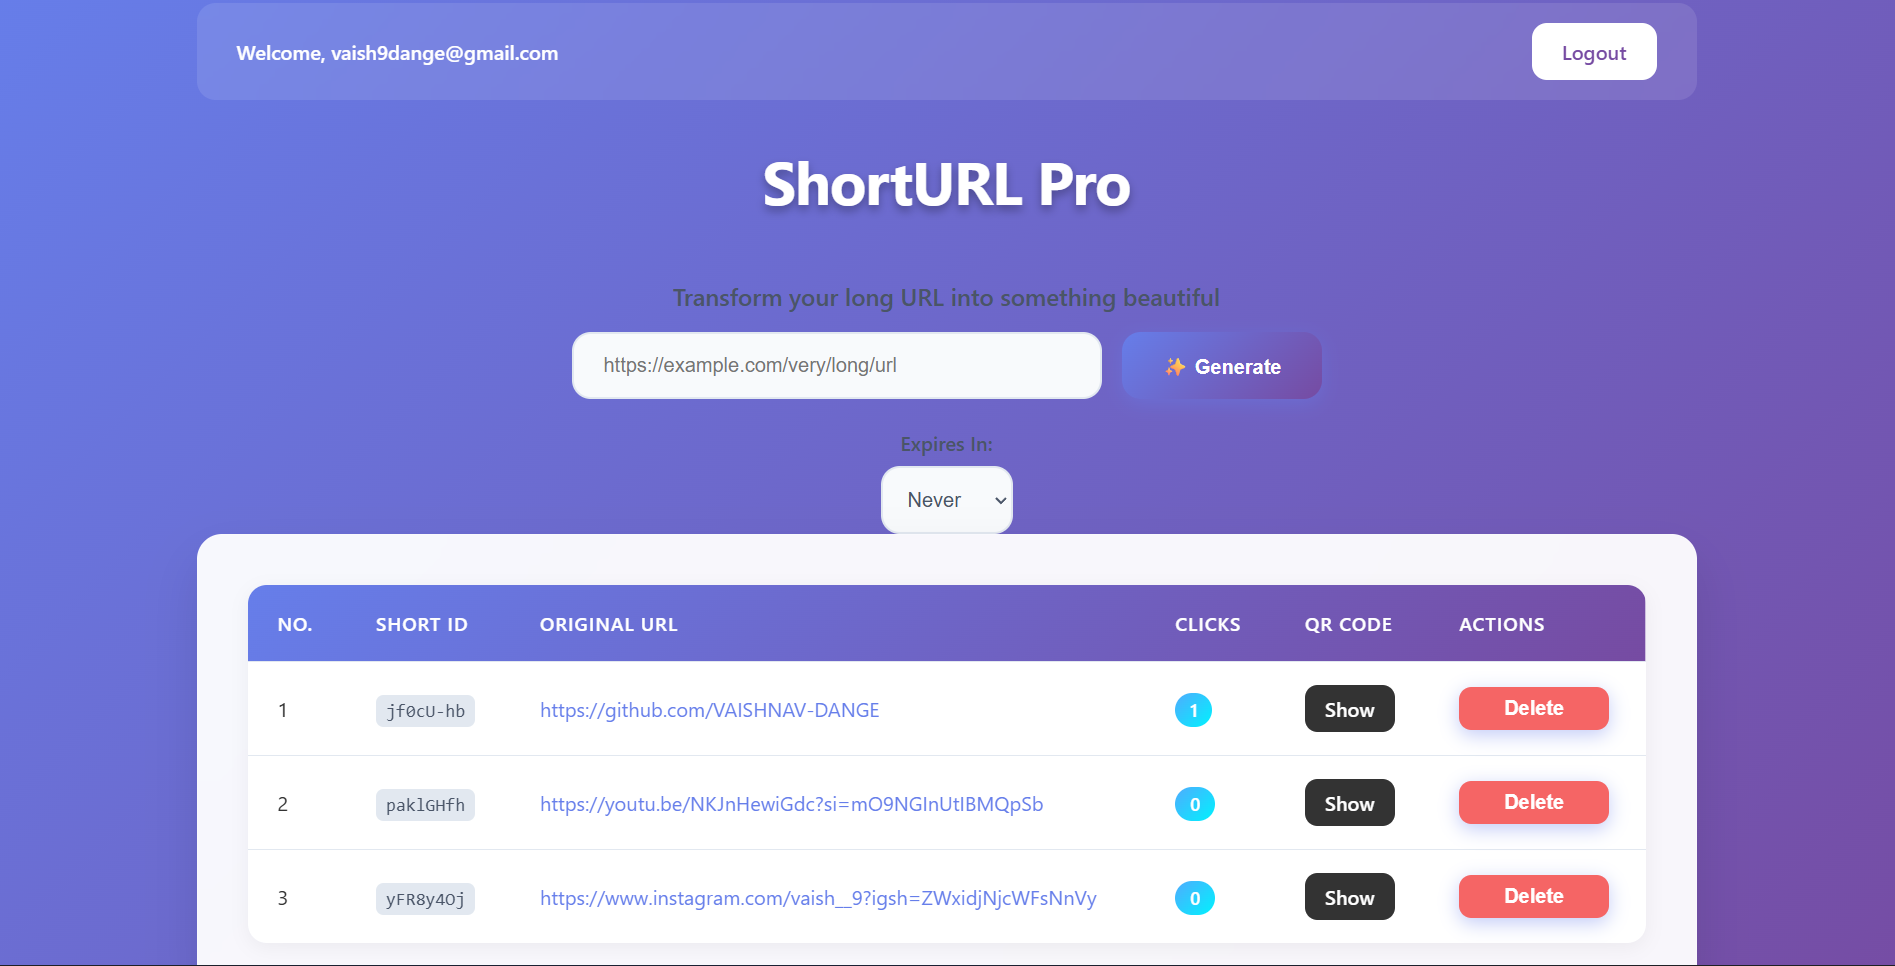 Welcome, vaish9dange@gmail.com
Logout
ShortURL Pro
Transform your long URL into something beautiful
https://example.com/very/long/url
✨ Generate
Expires In:
Never
NO. SHORT ID ORIGINAL URL CLICKS QR CODE ACTIONS
1 jf0cU-hb https://github.com/VAISHNAV-DANGE 1 Show Delete
2 paklGHfh https://youtu.be/NKJnHewiGdc?si=mO9NGInUtIBMQpSb 0 Show Delete
3 yFR8y4Oj https://www.instagram.com/vaish__9?igsh=ZWxidjNjcWFsNnVy 0 Show Delete